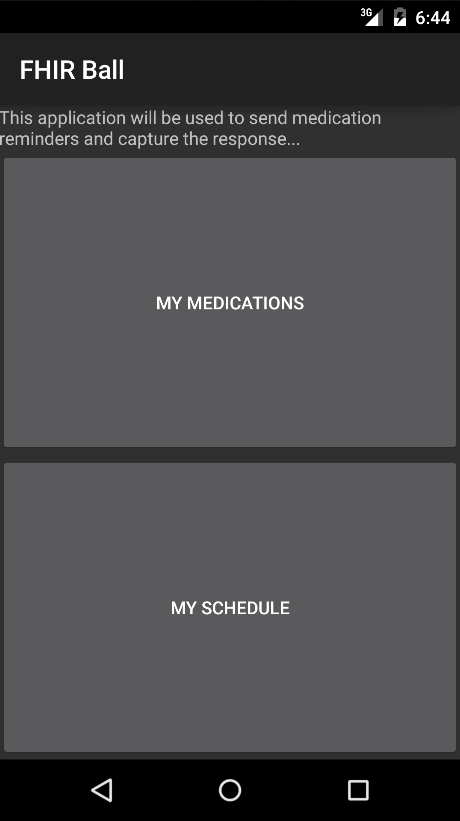 3G 6:44
FHIR Ball
This application will be used to send medication
reminders and capture the response...
MY MEDICATIONS
MY SCHEDULE